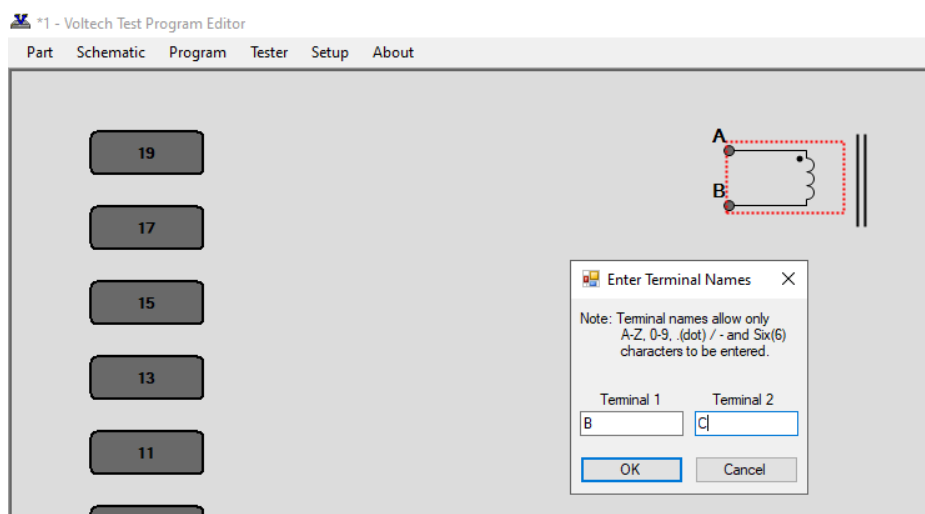 *1 - Voltech Test Program Editor
Part Schematic Program Tester Setup About
19
17
15
13
11
A
B
Enter Terminal Names
Note: Terminal names allow only
A-Z, 0-9, .(dot) / - and Six(6)
characters to be entered.
Terminal 1 Terminal 2
B C
OK Cancel